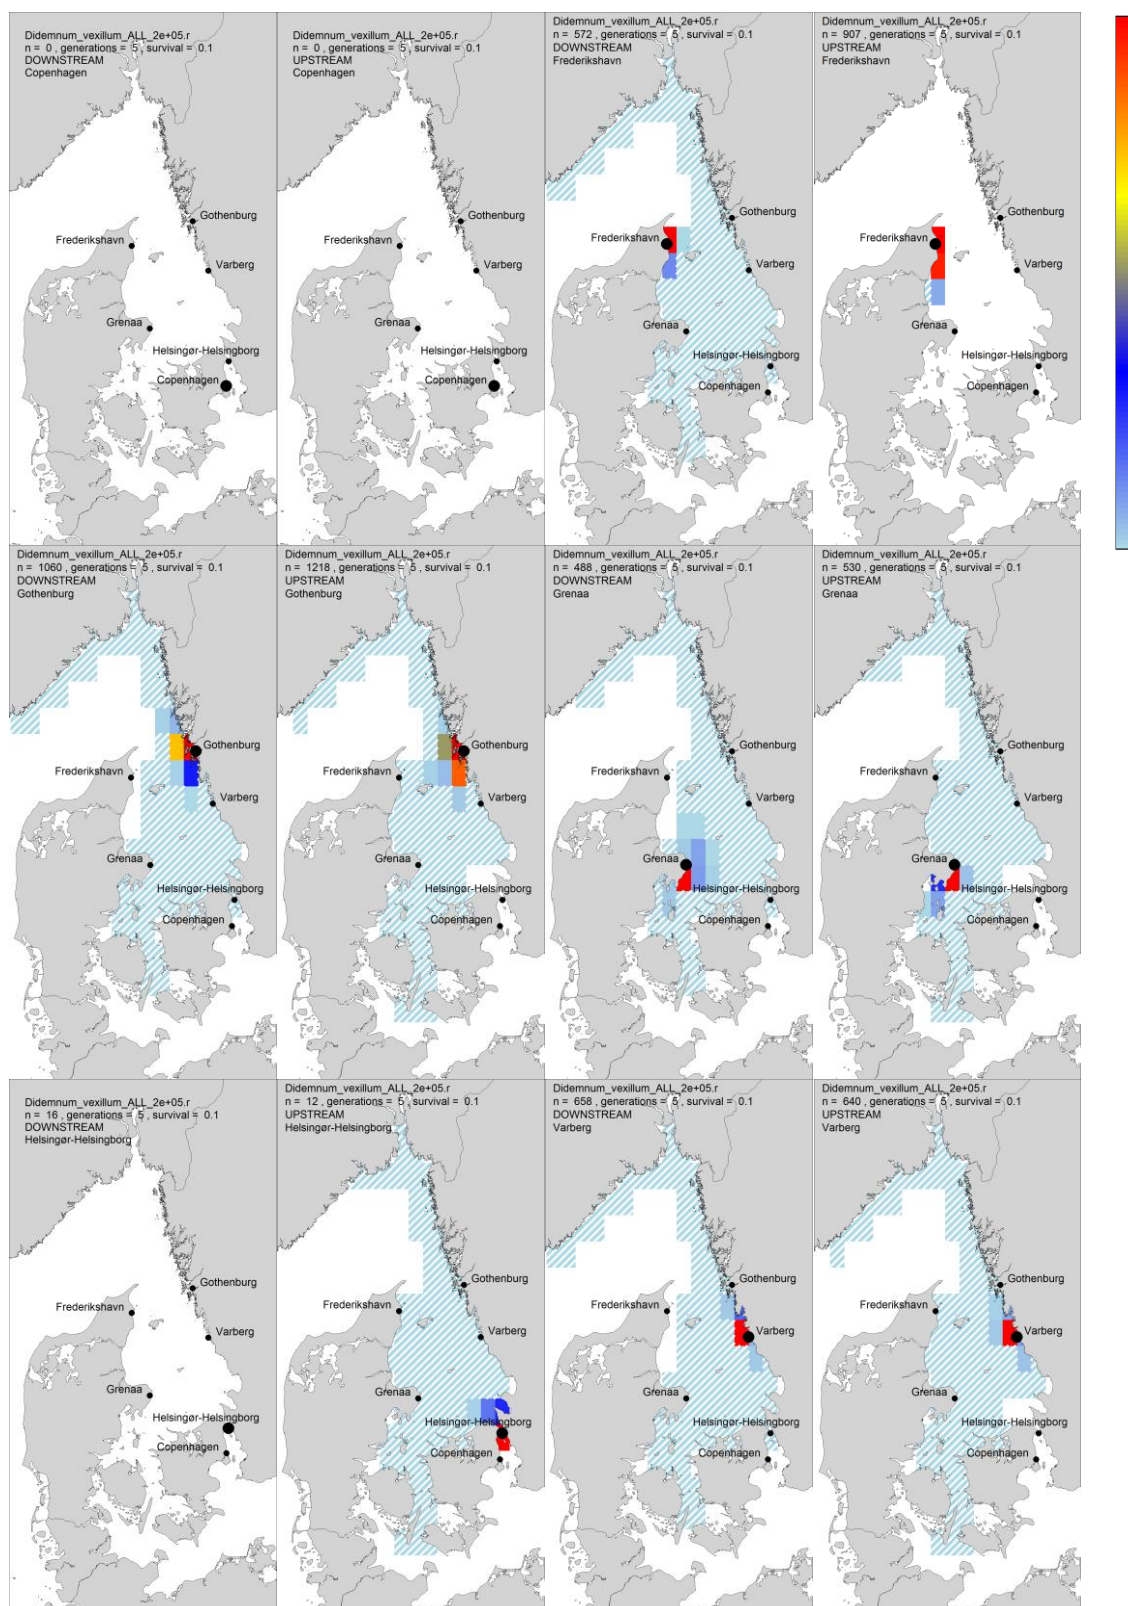 Didemnum_vexillum_ALL_2e+05.r
n = 0 , generations = 5 , survival = 0.1
DOWNSTREAM
Copenhagen
Gothenburg
Frederikshavn
Varberg
Grenaa
Helsingør-Helsingborg
Copenhagen
Didemnum_vexillum_ALL_2e+05.r
n = 0 , generations = 5 , survival = 0.1
UPSTREAM
Copenhagen
Gothenburg
Frederikshavn
Varberg
Grenaa
Helsingør-Helsingborg
Copenhagen
Didemnum_vexillum_ALL_2e+05.r
n = 572 , generations = 5 , survival = 0.1
DOWNSTREAM
Frederikshavn
Gothenburg
Frederikshavn
Varberg
Grenaa
Helsingør-Helsingborg
Copenhagen
Didemnum_vexillum_ALL_2e+05.r
n = 907 , generations = 5 , survival = 0.1
UPSTREAM
Frederikshavn
Gothenburg
Frederikshavn
Varberg
Grenaa
Helsingør-Helsingborg
Copenhagen
Didemnum_vexillum_ALL_2e+05.r
n = 1060 , generations = 5 , survival = 0.1
DOWNSTREAM
Gothenburg
Gothenburg
Frederikshavn
Varberg
Grenaa
Helsingør-Helsingborg
Copenhagen
Didemnum_vexillum_ALL_2e+05.r
n = 1218 , generations = 5 , survival = 0.1
UPSTREAM
Gothenburg
Gothenburg
Frederikshavn
Varberg
Grenaa
Helsingør-Helsingborg
Copenhagen
Didemnum_vexillum_ALL_2e+05.r
n = 488 , generations = 5 , survival = 0.1
DOWNSTREAM
Grenaa
Gothenburg
Frederikshavn
Varberg
Grenaa
Helsingør-Helsingborg
Copenhagen
Didemnum_vexillum_ALL_2e+05.r
n = 530 , generations = 5 , survival = 0.1
UPSTREAM
Grenaa
Gothenburg
Frederikshavn
Varberg
Grenaa
Helsingør-Helsingborg
Copenhagen
Didemnum_vexillum_ALL_2e+05.r
n = 16 , generations = 5 , survival = 0.1
DOWNSTREAM
Helsingør-Helsingborg
Gothenburg
Frederikshavn
Varberg
Grenaa
Helsingør-Helsingborg
Copenhagen
Didemnum_vexillum_ALL_2e+05.r
n = 12 , generations = 5 , survival = 0.1
UPSTREAM
Helsingør-Helsingborg
Gothenburg
Frederikshavn
Varberg
Grenaa
Helsingør-Helsingborg
Copenhagen
Didemnum_vexillum_ALL_2e+05.r
n = 658 , generations = 5 , survival = 0.1
DOWNSTREAM
Varberg
Gothenburg
Frederikshavn
Varberg
Grenaa
Helsingør-Helsingborg
Copenhagen
Didemnum_vexillum_ALL_2e+05.r
n = 640 , generations = 5 , survival = 0.1
UPSTREAM
Varberg
Gothenburg
Frederikshavn
Varberg
Grenaa
Helsingør-Helsingborg
Copenhagen